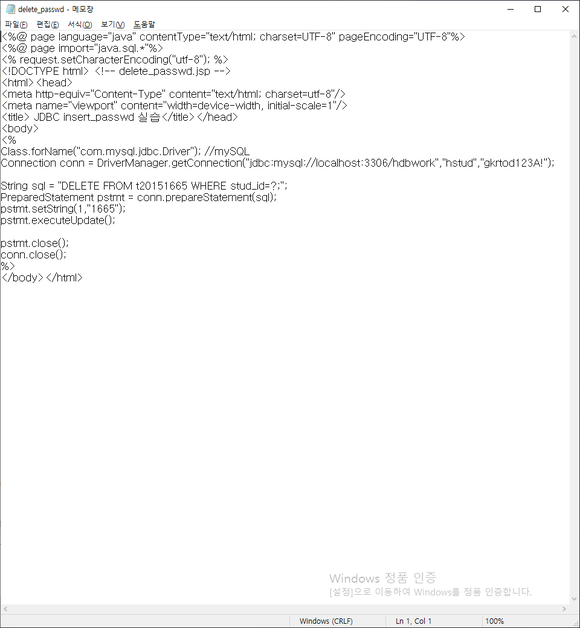 delete_passwd - 메모장
파일(F) 편집(E) 서식(O) 보기(V) 도움말
<%@ page language="java" contentType="text/html; charset=UTF-8" pageEncoding="UTF-8"%>
<%@ page import="java.sql.*"%>
<% request.setCharacterEncoding("utf-8"); %>
<!DOCTYPE html> <!-- delete_passwd.jsp -->
<html><head>
<meta http-equiv="Content-Type" content="text/html; charset=utf-8"/>
<meta name="viewport" content="width=device-width, initial-scale=1"/>
<title> JDBC insert_passwd 실습</title></head>
<body>
<%
Class.forName("com.mysql.jdbc.Driver"); //mySQL
Connection conn = DriverManager.getConnection("jdbc:mysql://localhost:3306/hdbwork","hstud","gkrtod123A!");
String sql = "DELETE FROM t20151665 WHERE stud_id=?;";
PreparedStatement pstmt = conn.prepareStatement(sql);
pstmt.setString(1,"1665");
pstmt.executeUpdate();
pstmt.close();
conn.close();
%>
</body></html>
Windows 정품 인증
[설정]으로 이동하여 Windows를 정품 인증합니다.
Windows (CRLF) Ln 1, Col 1 100%